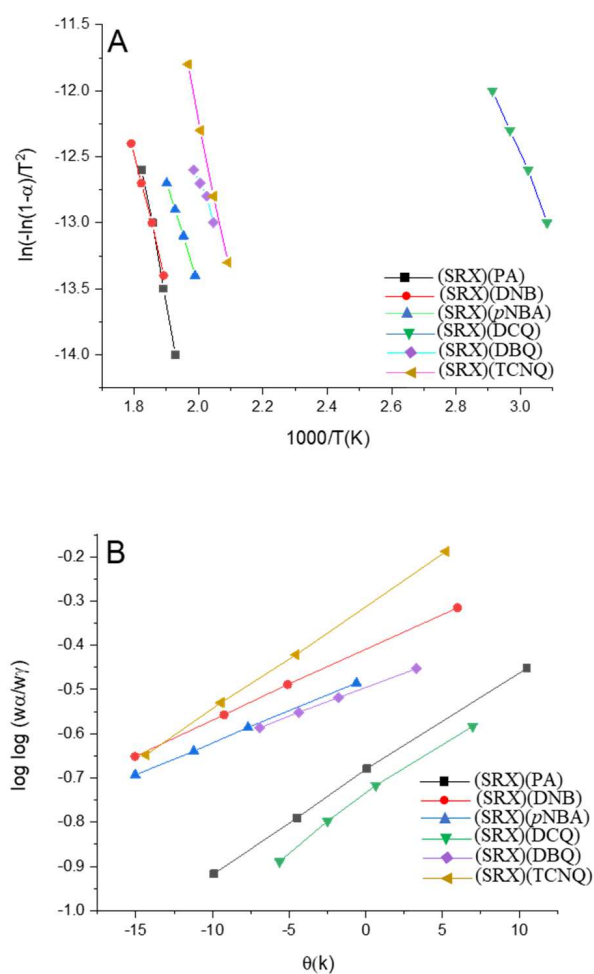 A
-11.5
-12.0
-12.5
-13.0
-13.5
-14.0
ln(-ln(1-α)/T²)
(SRX)(PA)
(SRX)(DNB)
(SRX)(pNBA)
(SRX)(DCQ)
(SRX)(DBQ)
(SRX)(TCNQ)
1.8 2.0 2.2 2.4 2.6 2.8 3.0
1000/T(K)
B
-0.2
-0.3
-0.4
-0.5
-0.6
-0.7
-0.8
-0.9
-1.0
log log (wα/wγ)
(SRX)(PA)
(SRX)(DNB)
(SRX)(pNBA)
(SRX)(DCQ)
(SRX)(DBQ)
(SRX)(TCNQ)
-15 -10 -5 0 5 10
θ(k)